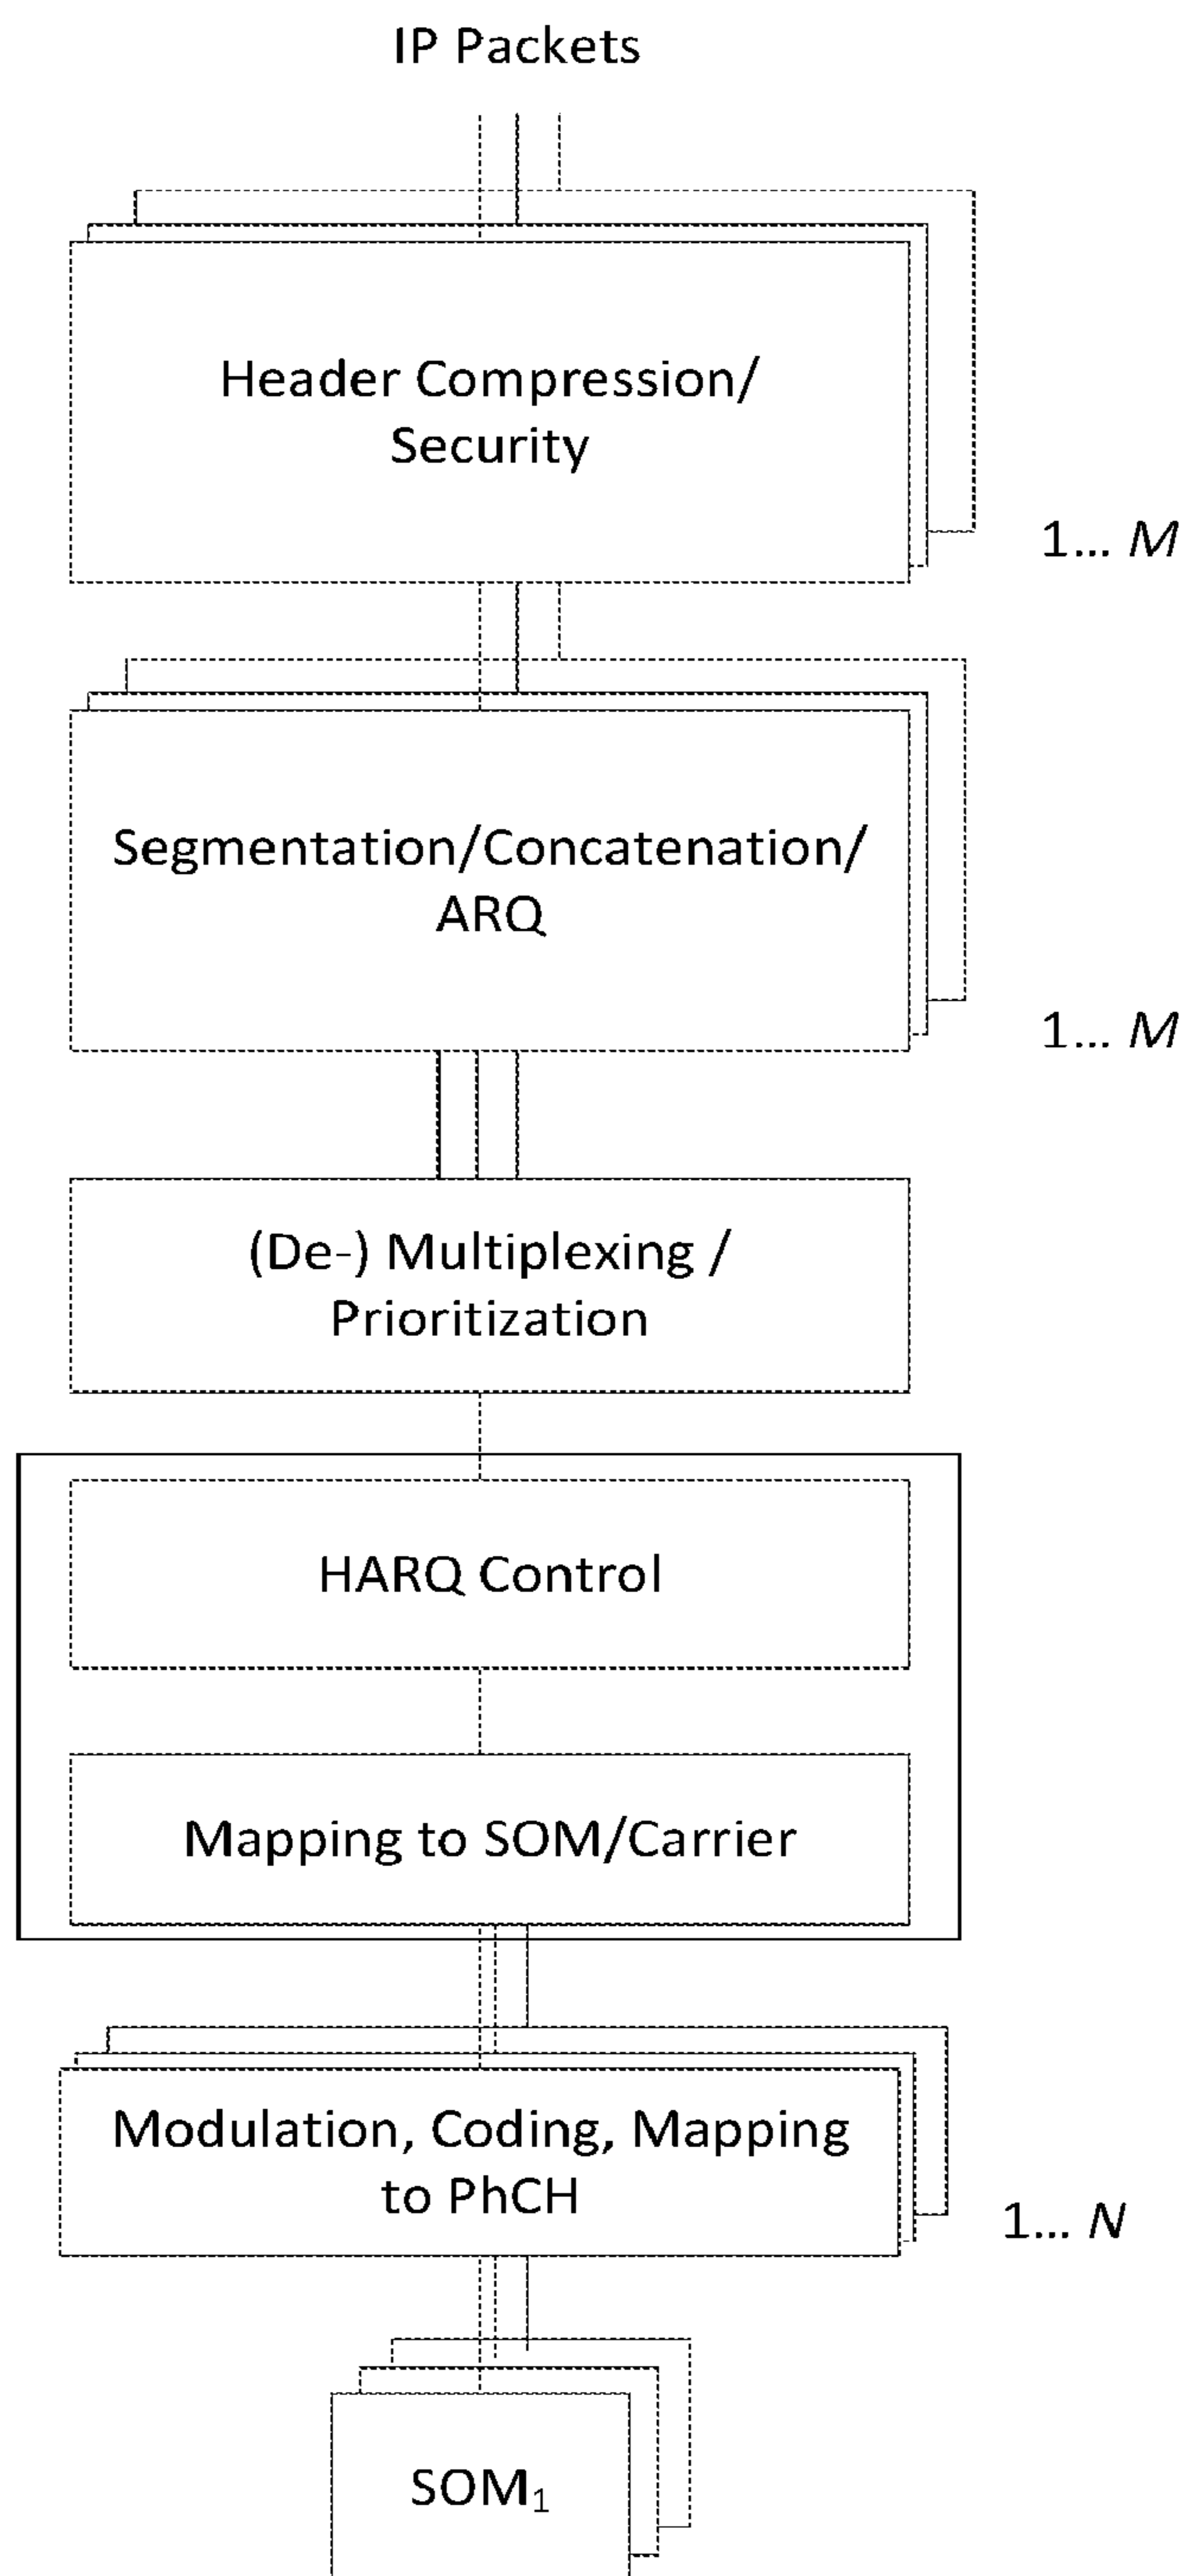 IP Packets
Header Compression/
Security
1... M
Segmentation/Concatenation/
ARQ
1... M
(De-) Multiplexing /
Prioritization
HARQ Control
Mapping to SOM/Carrier
Modulation, Coding, Mapping
to PhCH
1... N
SOM₁